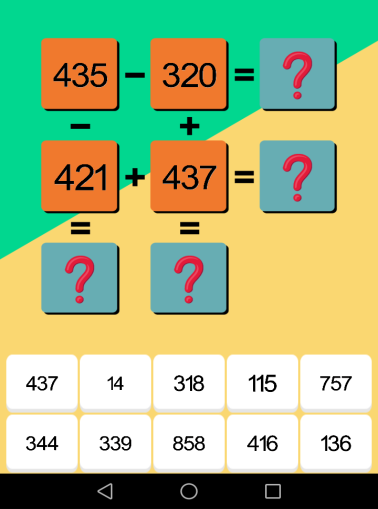 435 - 320 = ❓
- +
421 + 437 = ❓
= =
❓ ❓
437 14 318 115 757
344 339 858 416 136